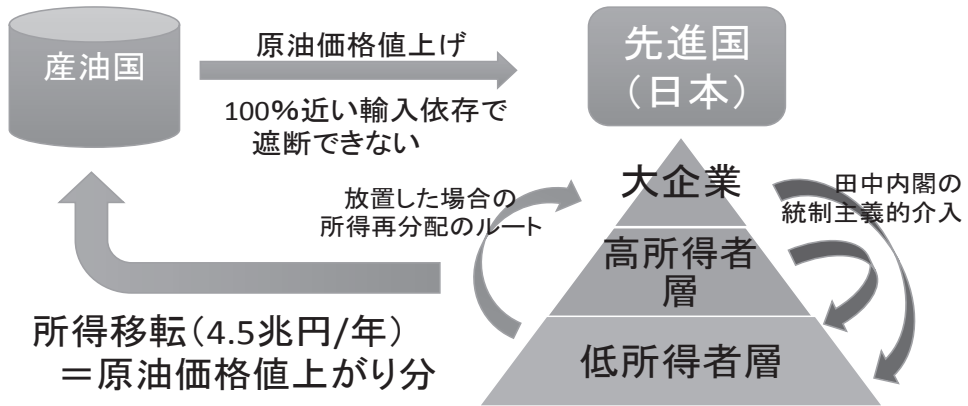 産油国
原油価格値上げ
100%近い輸入依存で
遮断できない
先進国
（日本）
放置した場合の
所得再分配のルート
大企業
田中内閣の
統制主義的介入
高所得者
層
低所得者層
所得移転（4.5兆円/年）
＝原油価格値上がり分